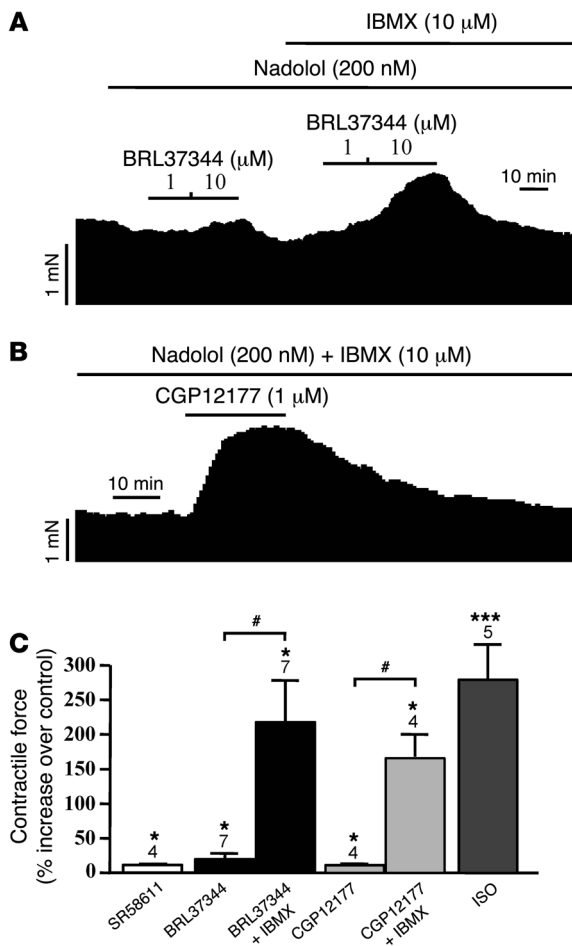 A
IBMX (10 μM)
Nadolol (200 nM)
BRL37344 (μM)
1 10
BRL37344 (μM)
1 10
10 min
1 mN
B
Nadolol (200 nM) + IBMX (10 μM)
CGP12177 (1 μM)
10 min
1 mN
C
Contractile force
(% increase over control)
300
250
200
150
100
50
0
*
4
*
7
#
*
7
*
4
#
*
4
***
5
SR58611
BRL37344
BRL37344
+ IBMX
CGP12177
CGP12177
+ IBMX
ISO